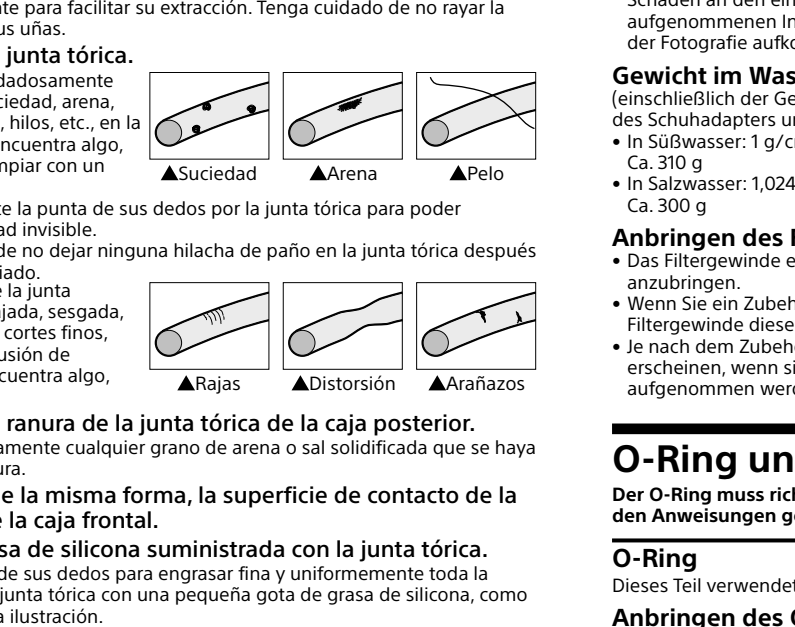 te para facilitar su extracción. Tenga cuidado de no rayar la
us uñas.
junta tórica.
dadosamente
ciedad, arena,
, hilos, etc., en la
ncuentra algo,
mpiar con un
▲Suciedad ▲Arena ▲Pelo
te la punta de sus dedos por la junta tórica para poder
ad invisible.
de no dejar ninguna hilacha de paño en la junta tórica después
iado.
e la junta
jada, sesgada,
cortes finos,
usión de
cuentra algo,
▲Rajas ▲Distorsión ▲Arañazos
ranura de la junta tórica de la caja posterior.
amente cualquier grano de arena o sal solidificada que se haya
ura.
e la misma forma, la superficie de contacto de la
e la caja frontal.
sa de silicona suministrada con la junta tórica.
de sus dedos para engrasar fina y uniformemente toda la
junta tórica con una pequeña gota de grasa de silicona, como
a ilustración.
Schäden an den ein
aufgenommenen In
der Fotografie aufko
Gewicht im Was
(einschließlich der Ge
des Schuhadapters u
• In Süßwasser: 1 g/c
Ca. 310 g
• In Salzwasser: 1,024
Ca. 300 g
Anbringen des
• Das Filtergewinde e
anzubringen.
• Wenn Sie ein Zubeh
Filtergewinde diese
• Je nach dem Zubeh
erscheinen, wenn si
aufgenommen werd
O-Ring un
Der O-Ring muss rich
den Anweisungen g
O-Ring
Dieses Teil verwendet
Anbringen des